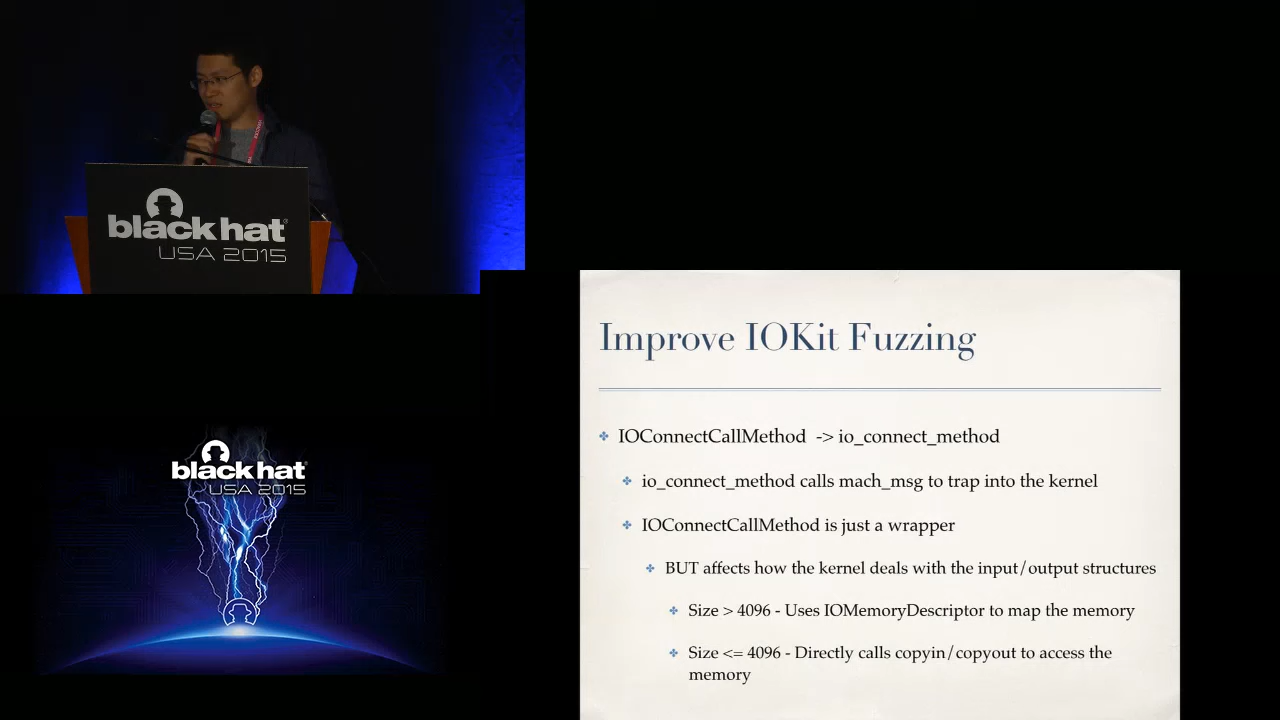 black hat
USA 2015
Improve IOKit Fuzzing
IOConnectCallMethod -> io_connect_method
io_connect_method calls mach_msg to trap into the kernel
IOConnectCallMethod is just a wrapper
BUT affects how the kernel deals with the input/output structures
Size > 4096 - Uses IOMemoryDescriptor to map the memory
Size <= 4096 - Directly calls copyin/copyout to access the
memory
black hat
USA 2015